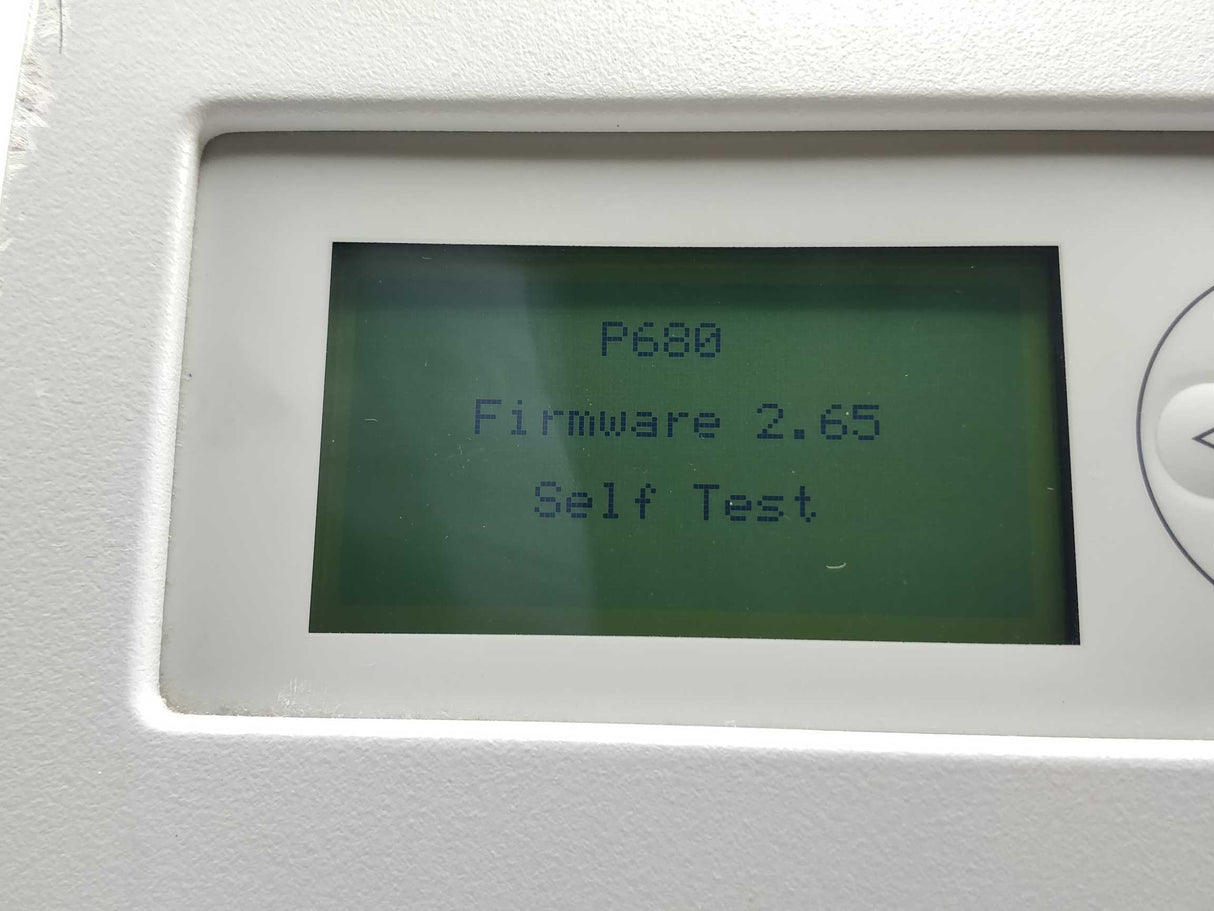 P680
Firmware 2.65
Self Test